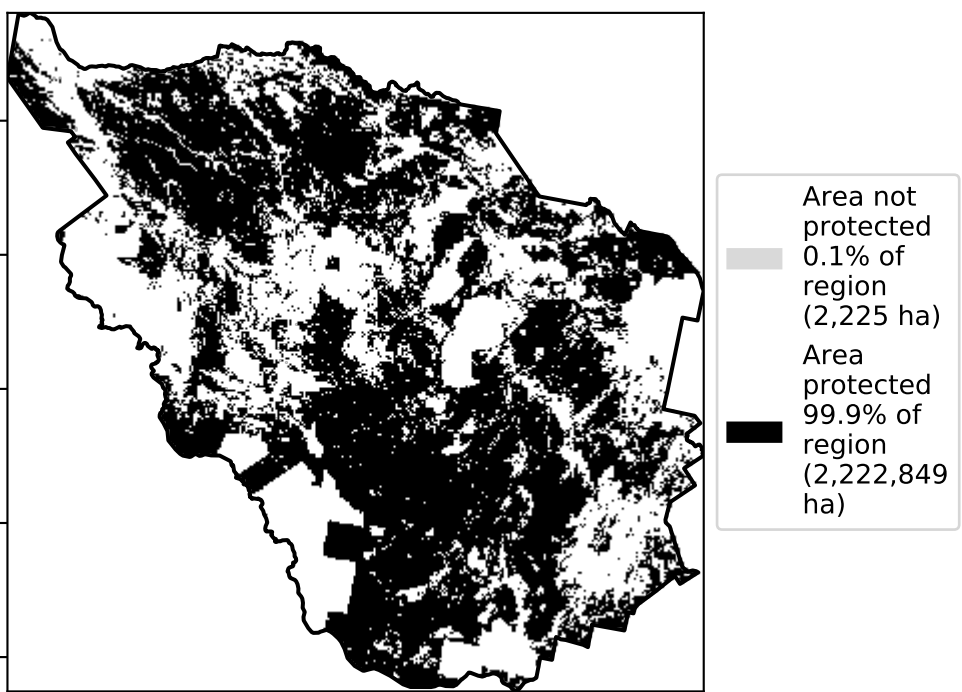 Area not
protected
0.1% of
region
(2,225 ha)
Area
protected
99.9% of
region
(2,222,849
ha)